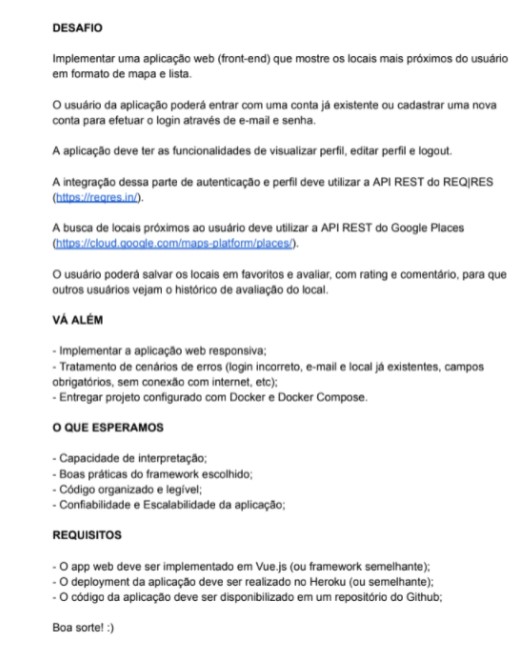 DESAFIO
Implementar uma aplicação web (front-end) que mostre os locais mais próximos do usuário
em formato de mapa e lista.
O usuário da aplicação poderá entrar com uma conta já existente ou cadastrar uma nova
conta para efetuar o login através de e-mail e senha.
A aplicação deve ter as funcionalidades de visualizar perfil, editar perfil e logout.
A integração dessa parte de autenticação e perfil deve utilizar a API REST do REQ|RES
(https://reqres.in/).
A busca de locais próximos ao usuário deve utilizar a API REST do Google Places
(https://cloud.google.com/maps-platform/places/).
O usuário poderá salvar os locais em favoritos e avaliar, com rating e comentário, para que
outros usuários vejam o histórico de avaliação do local.
VÁ ALÉM
- Implementar a aplicação web responsiva;
- Tratamento de cenários de erros (login incorreto, e-mail e local já existentes, campos
obrigatórios, sem conexão com internet, etc);
- Entregar projeto configurado com Docker e Docker Compose.
O QUE ESPERAMOS
- Capacidade de interpretação;
- Boas práticas do framework escolhido;
- Código organizado e legível;
- Confiabilidade e Escalabilidade da aplicação;
REQUISITOS
- O app web deve ser implementado em Vue.js (ou framework semelhante);
- O deployment da aplicação deve ser realizado no Heroku (ou semelhante);
- O código da aplicação deve ser disponibilizado em um repositório do Github;
Boa sorte! :)